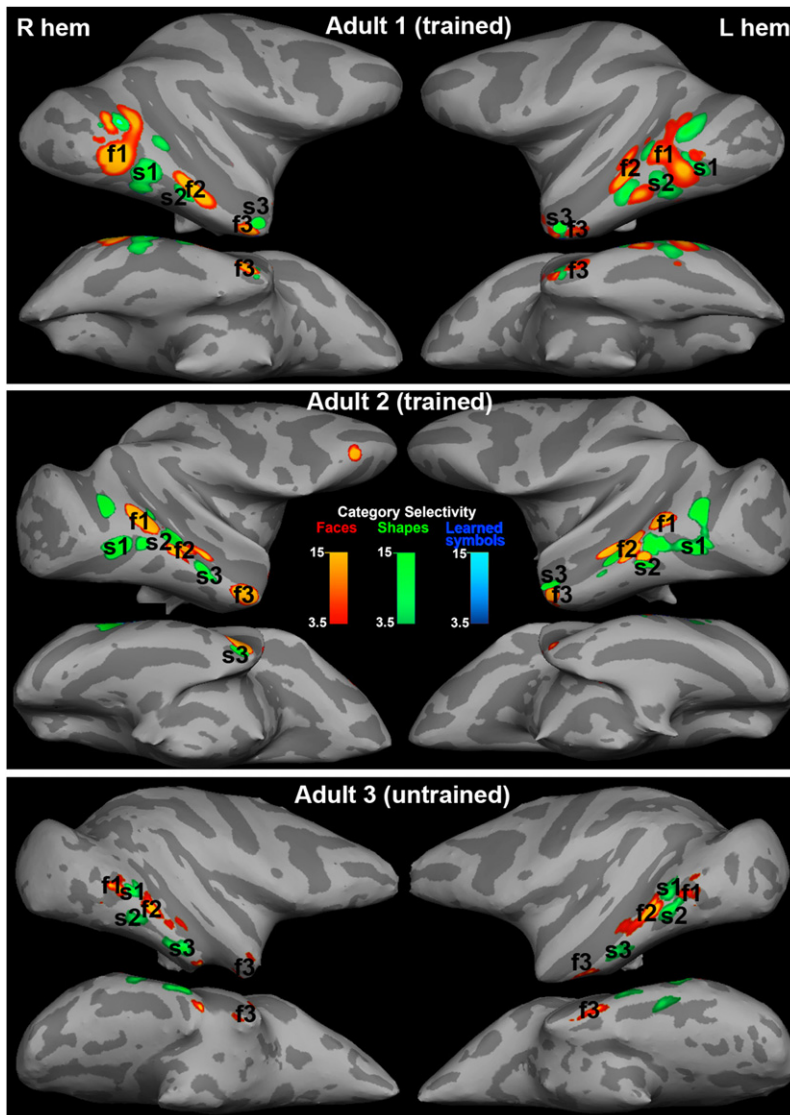 R hem Adult 1 (trained) L hem
f1 s1 s2 f2 s3 f3
f1 f2 s2 s1 s3 f3
f3 f3
Adult 2 (trained)
Category Selectivity
Faces Shapes Learned
symbols
15 15 15
3.5 3.5 3.5
f1 s1 s2 f2 s3 f3
f1 f2 s1 s2 s3 f3
s3
Adult 3 (untrained)
f1 s1 f2 s2 s3 f3
s1 f1 f2 s2 s3 f3
f3 f3